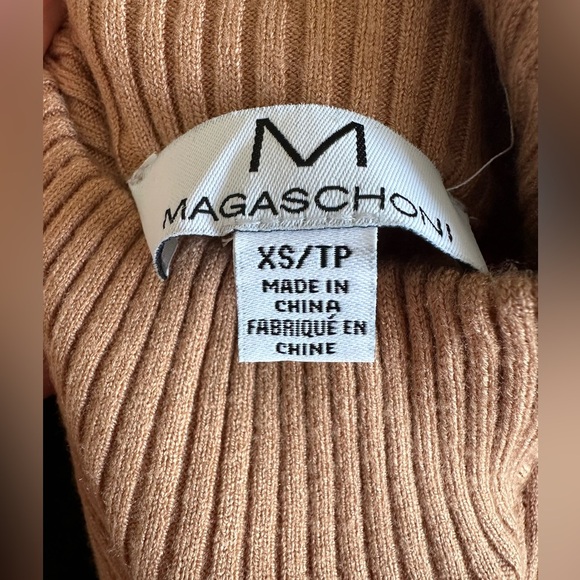 M
MAGASCHONI
XS/TP
MADE IN
CHINA
FABRIQUÉ EN
CHINE